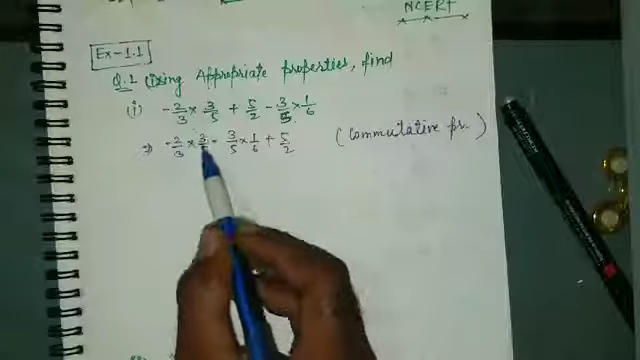 NCERT
Ex-1.1
Q.1 Using Appropriate properties, find
(i) -2/3 × 3/5 + 5/2 - 3/5 × 1/6
⇒ -2/3 × 3/5 - 3/5 × 1/6 + 5/2 (Commutative pr.)